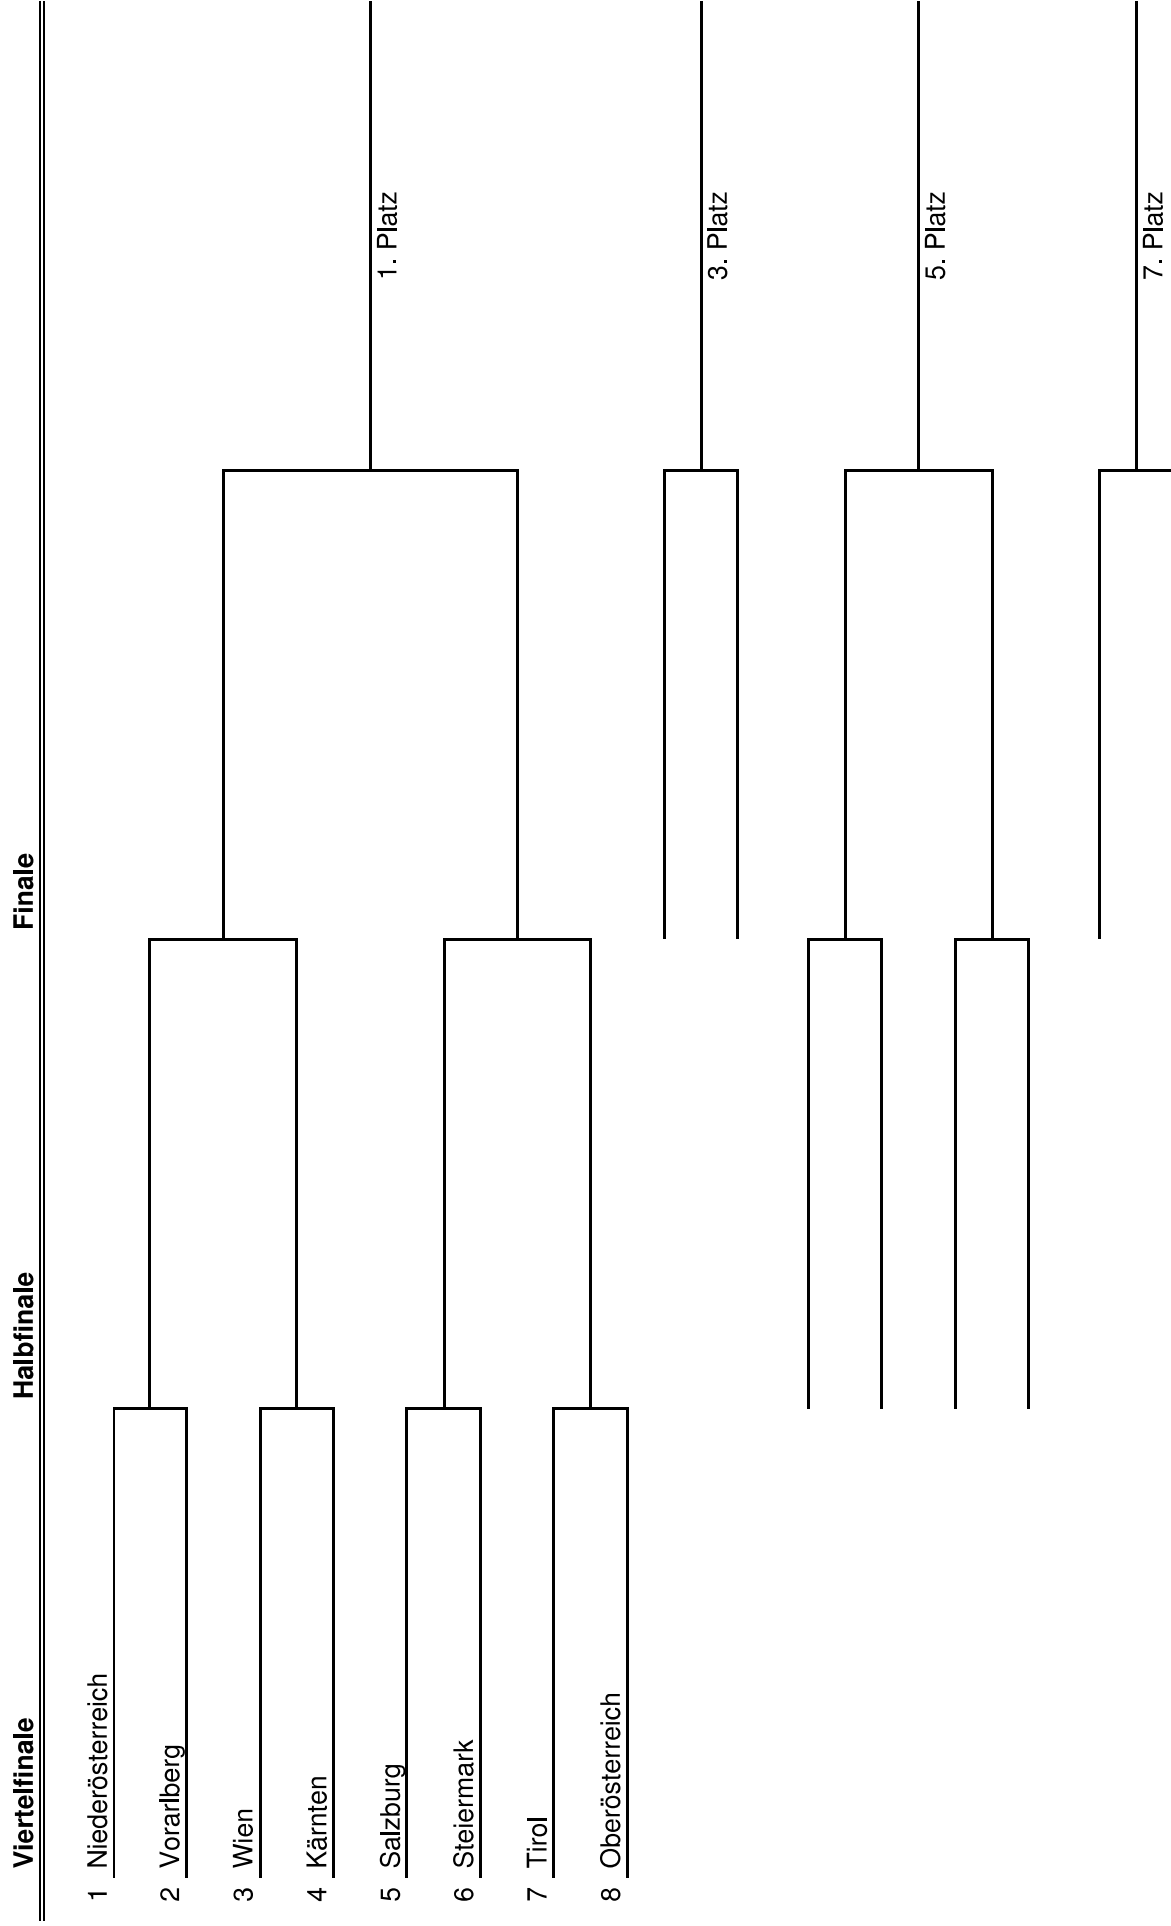 Viertelfinale Halbfinale Finale
1 Niederösterreich
2 Vorarlberg
3 Wien
4 Kärnten
1. Platz
5 Salzburg
6 Steiermark
7 Tirol
8 Oberösterreich
3. Platz
5. Platz
7. Platz